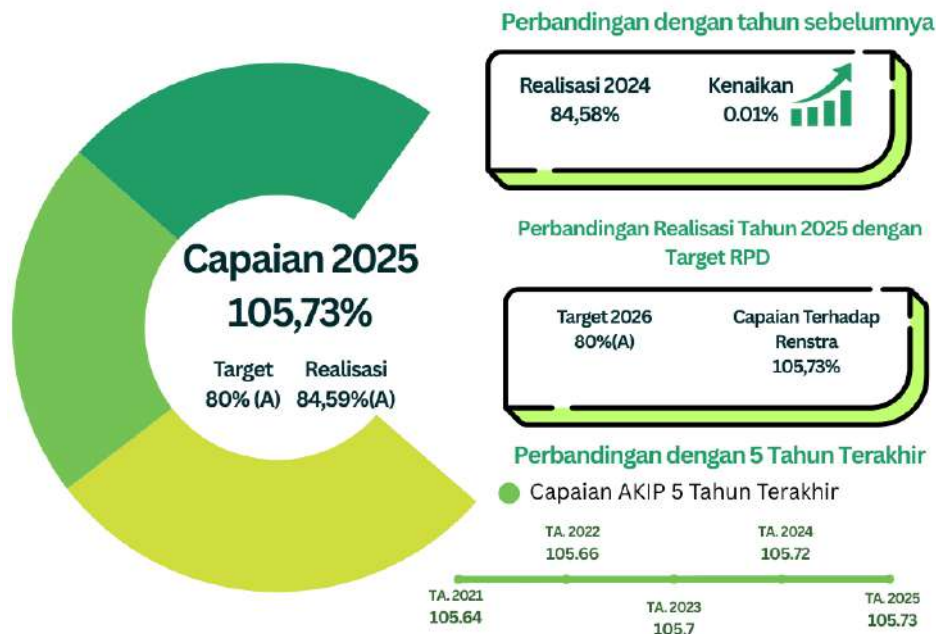 Perbandingan dengan tahun sebelumnya
Realisasi 2024
84,58%
Kenaikan
0.01%
Capaian 2025
105,73%
Target
80% (A)
Realisasi
84,59%(A)
Perbandingan Realisasi Tahun 2025 dengan
Target RPD
Target 2026
80%(A)
Capaian Terhadap
Renstra
105,73%
Perbandingan dengan 5 Tahun Terakhir
Capaian AKIP 5 Tahun Terakhir
TA. 2021
105.64
TA. 2022
105.66
TA. 2023
105.7
TA. 2024
105.72
TA. 2025
105.73